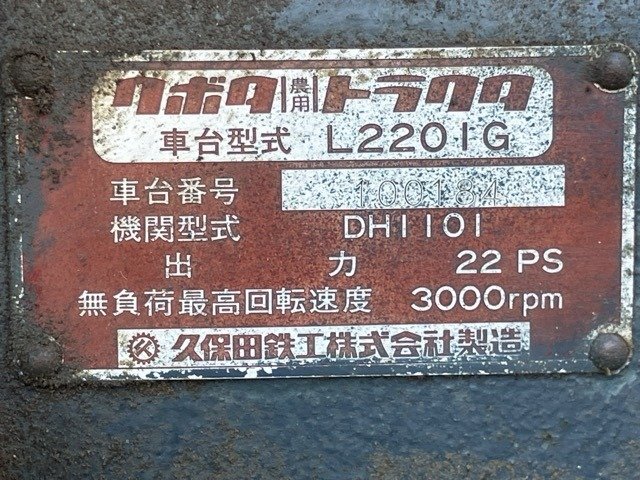 クボタ農用トラクタ
車台型式 L2201G
車台番号 100184
機関型式 DH1101
出力 22PS
無負荷最高回転速度 3000rpm
久保田鉄工株式会社製造